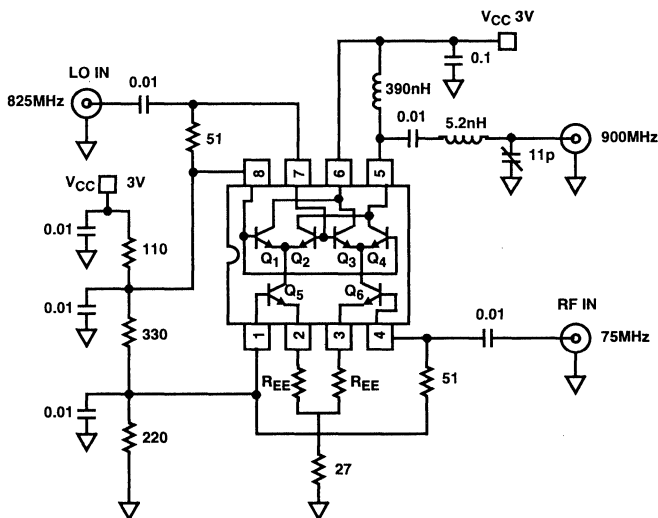 VCC 3V
LO IN
0.01
0.1
825MHz
390nH
51
0.01
5.2nH
900MHz
11p
VCC 3V
8 7 6 5
0.01
110
Q1 Q2 Q3 Q4
Q5 Q6
0.01
330
0.01
RF IN
75MHz
1 2 3 4
0.01
REE REE
51
220
27